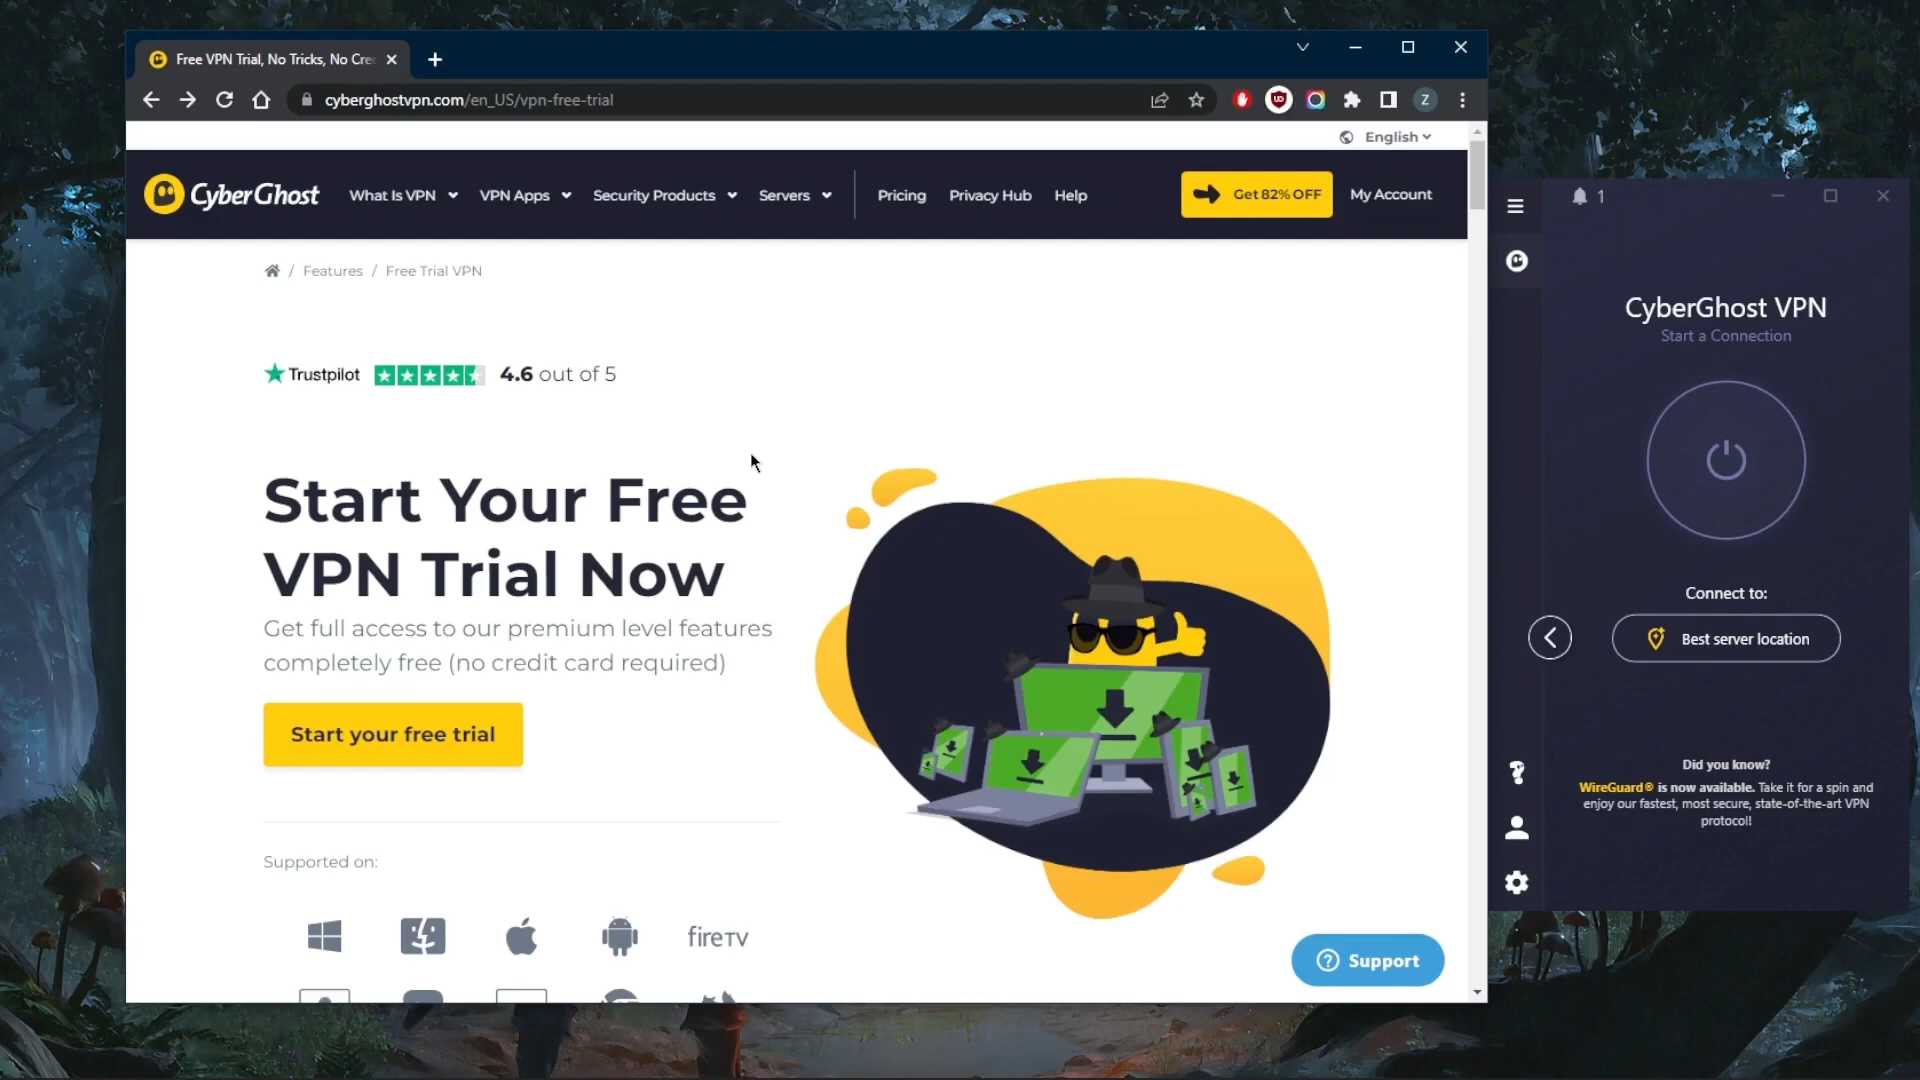 Free VPN Trial, No Tricks, No Cre
cyberghostvpn.com/en_US/vpn-free-trial
Z
English
CyberGhost
What Is VPN
VPN Apps
Security Products
Servers
Pricing
Privacy Hub
Help
Get 82% OFF
My Account
/ Features / Free Trial VPN
Trustpilot
4.6 out of 5
Start Your Free
VPN Trial Now
Get full access to our premium level features
completely free (no credit card required)
Start your free trial
Supported on:
fireTV
Support
1
CyberGhost VPN
Start a Connection
Connect to:
Best server location
Did you know?
WireGuard® is now available. Take it for a spin and
enjoy our fastest, most secure, state-of-the-art VPN
protocol!